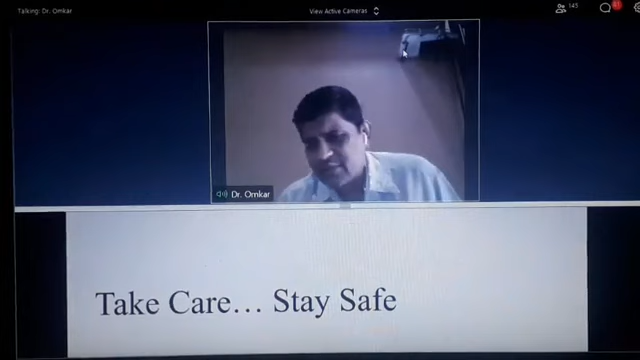 Talking: Dr. Omkar
View Active Cameras
145
Dr. Omkar
Take Care... Stay Safe